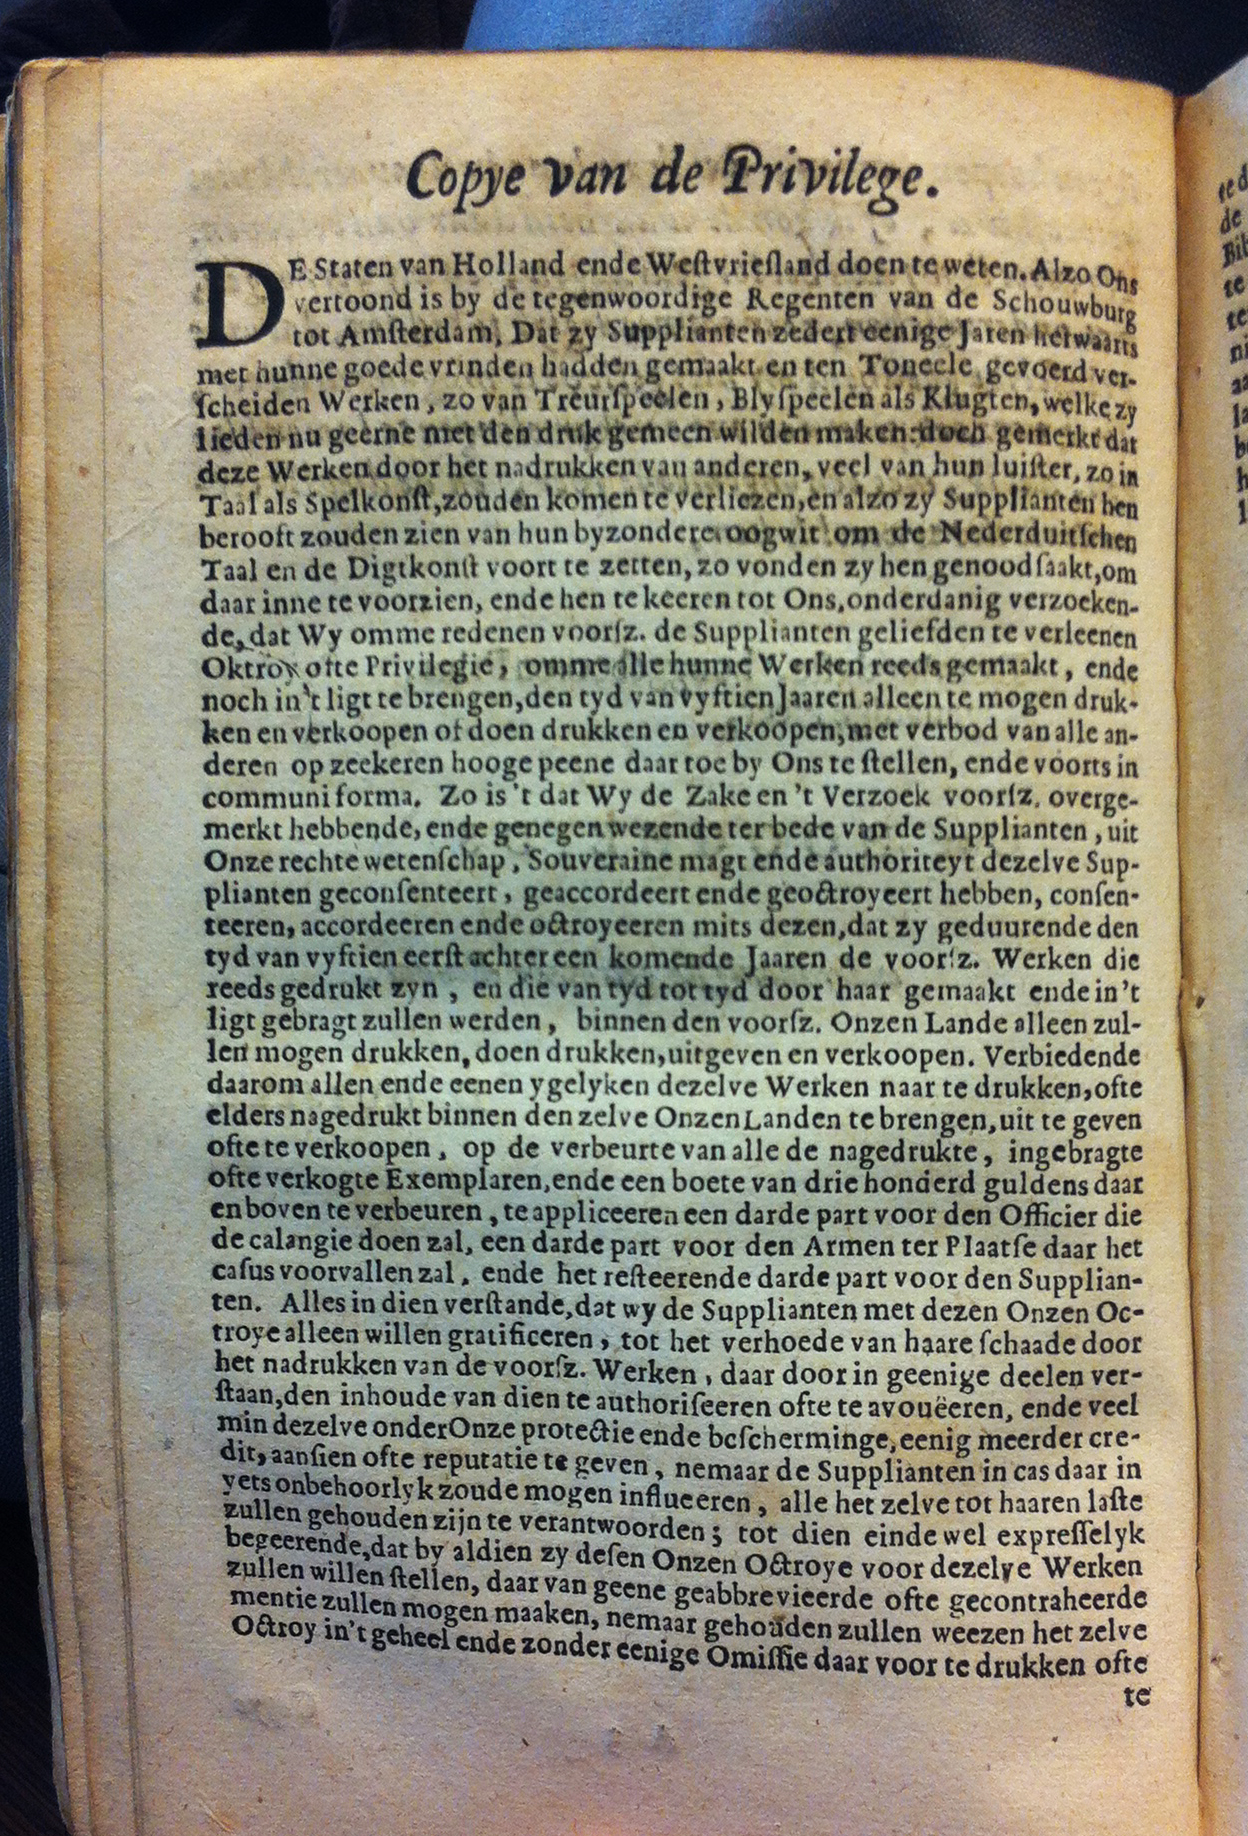 Copye van de Privilege.
DE Staten van Holland ende Westvriesland doen te weten. Alzo Ons
vertoond is by de tegenwoordige Regenten van de Schouwburg
tot Amsterdam, Dat zy Supplianten zedert eenige Jaren herwaarts
met hunne goede vrinden hadden gemaakt en ten Toneele gevoerd ver-
ſcheiden Werken, zo van Treurſpeelen, Blyſpeelen als Klugten, welke zy
lieden nu geerne met den druk gemeen wilden maken: doch gemerkt dat
deze Werken door het nadrukken van anderen, veel van hun luiſter, zo in
Taal als Spelkonſt, zouden komen te verliezen, en alzo zy Supplianten hen
berooft zouden zien van hun byzondere oogwit om de Nederduitſchen
Taal en de Digtkonſt voort te zetten, zo vonden zy hen genoodſaakt, om
daar inne te voorzien, ende hen te keeren tot Ons, onderdanig verzoeken-
de, dat Wy omme redenen voorſz. de Supplianten geliefden te verleenen
Oktroy ofte Privilegie, omme alle hunne Werken reeds gemaakt, ende
noch in't ligt te brengen, den tyd van vyftien Jaaren alleen te mogen druk-
ken en verkoopen of doen drukken en verkoopen, met verbod van alle an-
deren op zeekeren hooge peene daar toe by Ons te ſtellen, ende voorts in
communi forma. Zo is 't dat Wy de Zake en 't Verzoek voorſz. overge-
merkt hebbende, ende genegen wezende ter bede van de Supplianten, uit
Onze rechte wetenſchap, Souveraine magt ende authoriteyt dezelve Sup-
plianten geconſenteert, geaccordeert ende geoctroyeert hebben, conſen-
teeren, accordeeren ende octroyeeren mits dezen, dat zy geduurende den
tyd van vyftien eerſt achter een komende Jaaren de voorſz. Werken die
reeds gedrukt zyn, en die van tyd tot tyd door haar gemaakt ende in't
ligt gebragt zullen werden, binnen den voorſz. Onzen Lande alleen zul-
len mogen drukken, doen drukken, uitgeven en verkoopen. Verbiedende
daarom allen ende eenen ygelyken dezelve Werken naar te drukken, ofte
elders nagedrukt binnen den zelve Onzen Landen te brengen, uit te geven
ofte te verkoopen, op de verbeurte van alle de nagedrukte, ingebragte
ofte verkogte Exemplaren, ende een boete van drie honderd guldens daar
en boven te verbeuren, te appliceeren een darde part voor den Officier die
de calangie doen zal, een darde part voor den Armen ter Plaatſe daar het
caſus voorvallen zal, ende het reſteerende darde part voor den Supplian-
ten. Alles in dien verſtande, dat wy de Supplianten met dezen Onzen Oc-
troye alleen willen gratificeren, tot het verhoede van haare ſchaade door
het nadrukken van de voorſz. Werken, daar door in geenige deelen ver-
ſtaan, den inhoude van dien te authoriſeeren ofte te avouëeren, ende veel
min dezelve onder Onze protectie ende beſcherminge, eenig meerder cre-
dit, aanſien ofte reputatie te geven, nemaar de Supplianten in cas daar in
yets onbehoorlyk zoude mogen influeeren, alle het zelve tot haaren laſte
zullen gehouden zijn te verantwoorden; tot dien einde wel expreſſelyk
begeerende, dat by aldien zy deſen Onzen Octroye voor dezelve Werken
zullen willen ſtellen, daar van geene geabbrevieerde ofte gecontraheerde
mentie zullen mogen maaken, nemaar gehouden zullen weezen het zelve
Octroy in't geheel ende zonder eenige Omiſſie daar voor te drukken ofte
te